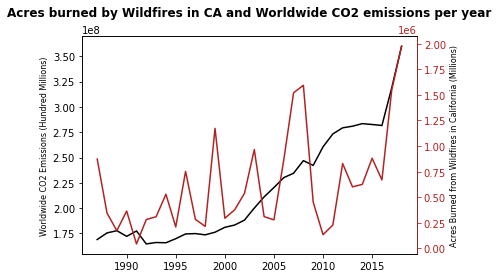 Acres burned by Wildfires in CA and Worldwide CO2 emissions per year
1e8
1e6
3.50
3.25
3.00
2.75
2.50
2.25
2.00
1.75
Worldwide CO2 Emissions (Hundred Millions)
2.00
1.75
1.50
1.25
1.00
0.75
0.50
0.25
0.00
Acres Burned from Wildfires in California (Millions)
1990 1995 2000 2005 2010 2015